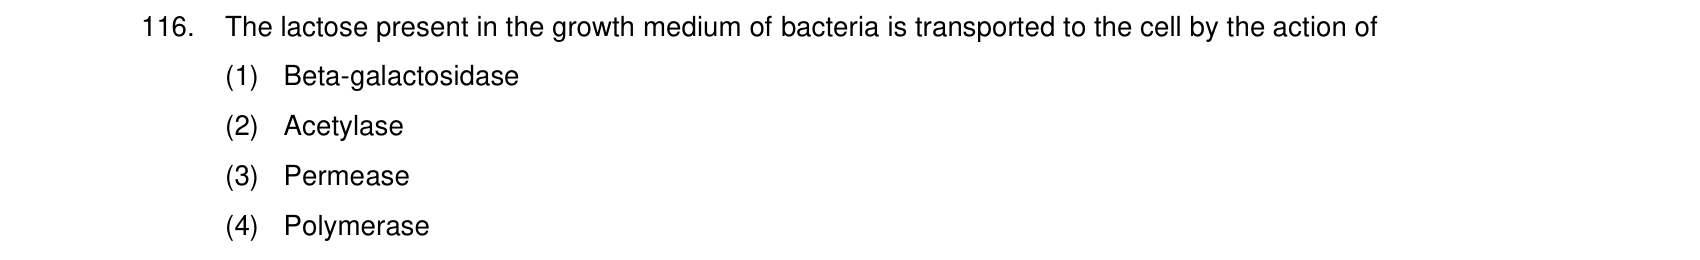 116. The lactose present in the growth medium of bacteria is transported to the cell by the action of
(1) Beta-galactosidase
(2) Acetylase
(3) Permease
(4) Polymerase